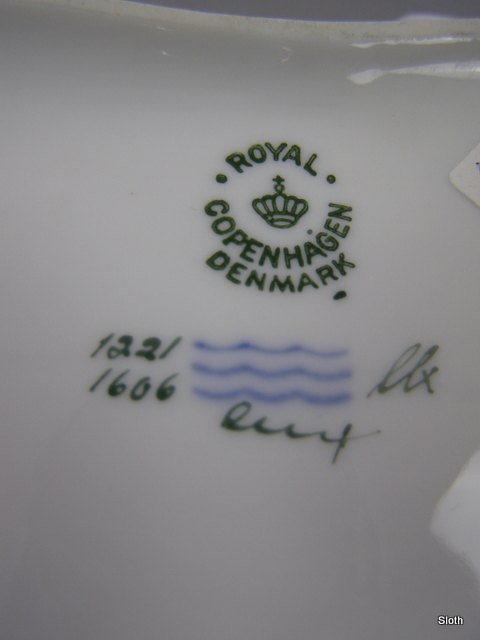 ROYAL
COPENHAGEN
DENMARK
1221
1606
Sloth